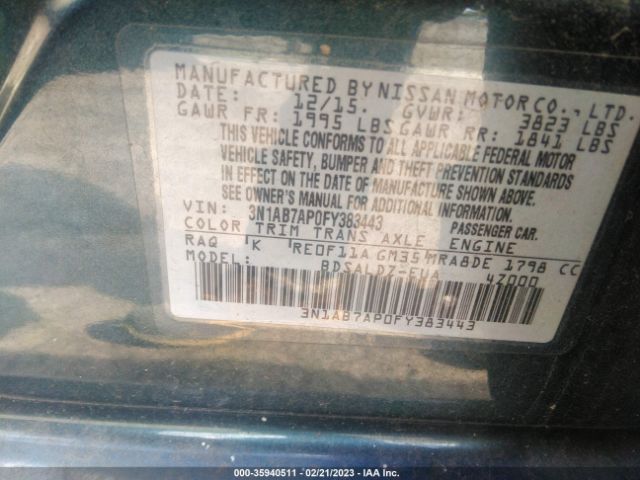 MANUFACTURED BY NISSAN MOTOR CO., LTD.
DATE: 12/15. GVWR: 3823 LBS
GAWR FR: 1995 LBS GAWR RR: 1841 LBS
THIS VEHICLE CONFORMS TO ALL APPLICABLE FEDERAL MOTOR
VEHICLE SAFETY, BUMPER AND THEFT PREVENTION STANDARDS
IN EFFECT ON THE DATE OF MANUFACTURE SHOWN ABOVE.
SEE OWNER'S MANUAL FOR ADDITIONAL INFORMATION.
VIN: 3N1AB7AP0FY383443 PASSENGER CAR.
COLOR TRIM TRANS AXLE ENGINE
RAQ K RE0F11A GM35 MRA8DE 1798 CC
MODEL: BDSALDZ-EUA 4Z000
3N1AB7AP0FY383443
000-35940511 - 02/21/2023 - IAA Inc.